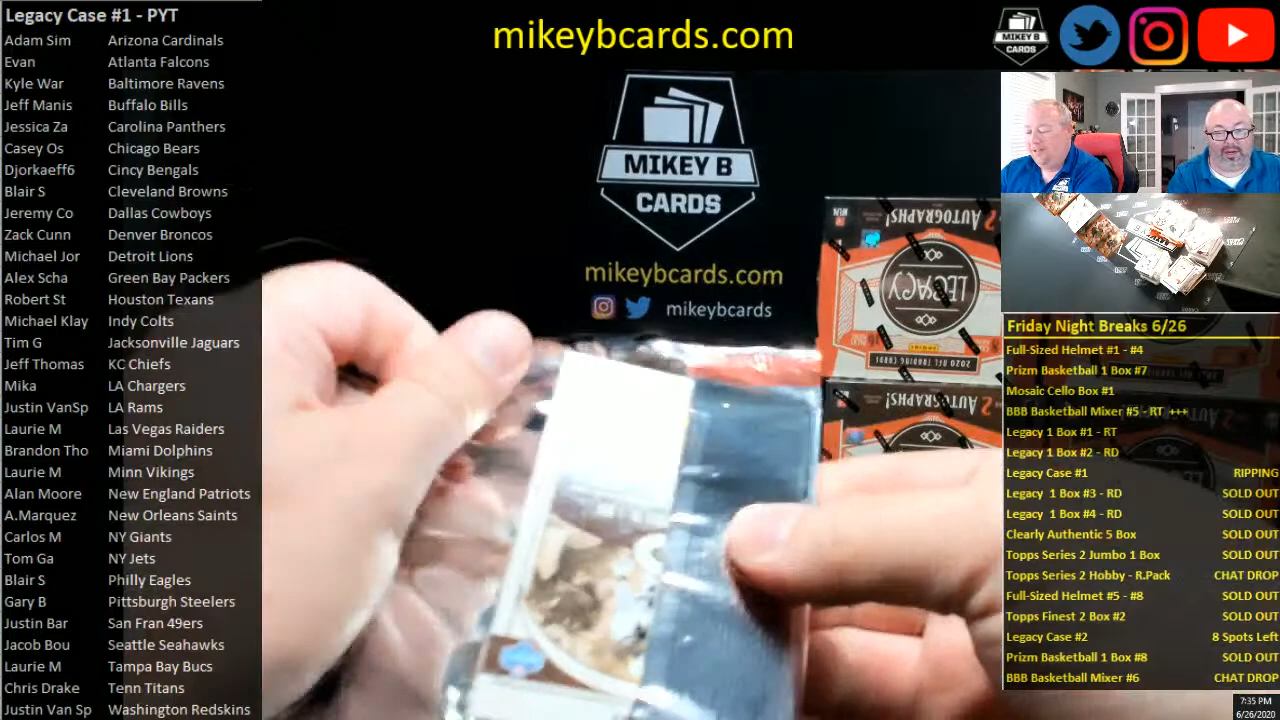 Legacy Case #1 - PYT
Adam Sim Arizona Cardinals
Evan Atlanta Falcons
Kyle War Baltimore Ravens
Jeff Manis Buffalo Bills
Jessica Za Carolina Panthers
Casey Os Chicago Bears
Djorkaeff6 Cincy Bengals
Blair S Cleveland Browns
Jeremy Co Dallas Cowboys
Zack Cunn Denver Broncos
Michael Jor Detroit Lions
Alex Scha Green Bay Packers
Robert St Houston Texans
Michael Klay Indy Colts
Tim G Jacksonville Jaguars
Jeff Thomas KC Chiefs
Mika LA Chargers
Justin VanSp LA Rams
Laurie M Las Vegas Raiders
Brandon Tho Miami Dolphins
Laurie M Minn Vikings
Alan Moore New England Patriots
A.Marquez New Orleans Saints
Carlos M NY Giants
Tom Ga NY Jets
Blair S Philly Eagles
Gary B Pittsburgh Steelers
Justin Bar San Fran 49ers
Jacob Bou Seattle Seahawks
Laurie M Tampa Bay Bucs
Chris Drake Tenn Titans
Justin Van Sp Washington Redskins
mikeybcards.com
MIKEY B
CARDS
mikeybcards.com
mikeybcards
2 AUTOGRAPHS!
LEGACY
2020 NFL TRADING CARDS
2 AUTOGRAPHS!
MIKEY B
CARDS
Friday Night Breaks 6/26
Full-Sized Helmet #1 - #4
Prizm Basketball 1 Box #7
Mosaic Cello Box #1
BBB Basketball Mixer #5 - RT +++
Legacy 1 Box #1 - RT
Legacy 1 Box #2 - RD
Legacy Case #1 RIPPING
Legacy 1 Box #3 - RD SOLD OUT
Legacy 1 Box #4 - RD SOLD OUT
Clearly Authentic 5 Box SOLD OUT
Topps Series 2 Jumbo 1 Box SOLD OUT
Topps Series 2 Hobby - R.Pack CHAT DROP
Full-Sized Helmet #5 - #8 SOLD OUT
Topps Finest 2 Box #2 SOLD OUT
Legacy Case #2 8 Spots Left
Prizm Basketball 1 Box #8 SOLD OUT
BBB Basketball Mixer #6 CHAT DROP
7:35 PM
6/26/2020